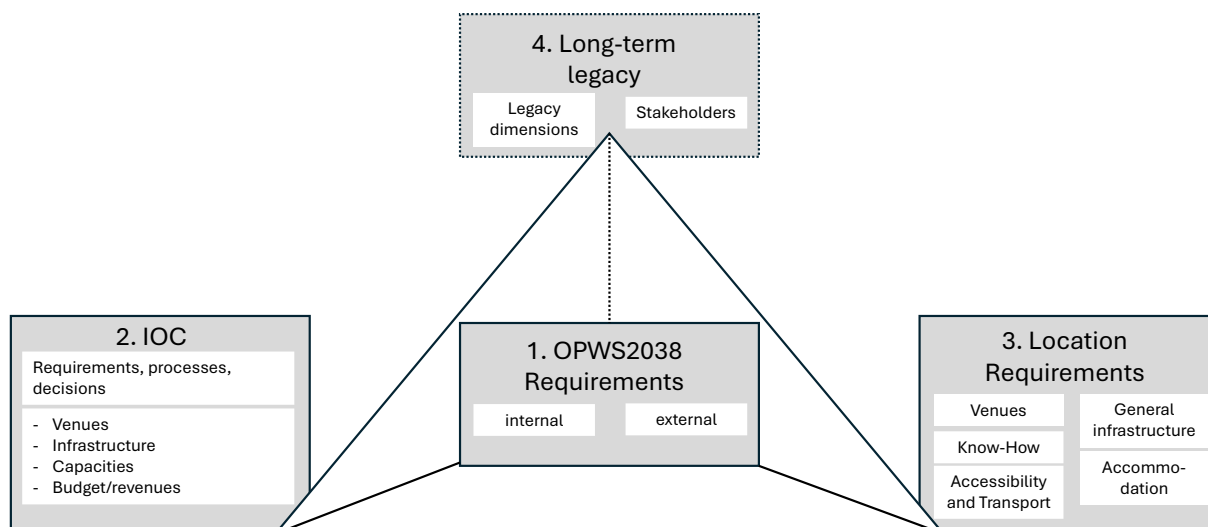 4. Long-term
legacy
Legacy
dimensions
Stakeholders
2. IOC
Requirements, processes,
decisions
- Venues
- Infrastructure
- Capacities
- Budget/revenues
1. OPWS2038
Requirements
internal
external
3. Location
Requirements
Venues
Know-How
Accessibility
and Transport
General
infrastructure
Accommo-
dation